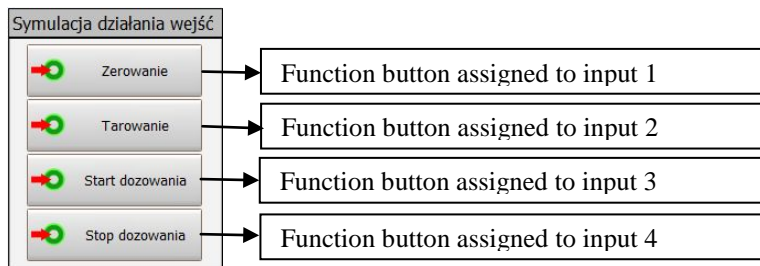 Symulacja działania wejść
Zerowanie
Function button assigned to input 1
Tarowanie
Function button assigned to input 2
Start dozowania
Function button assigned to input 3
Stop dozowania
Function button assigned to input 4